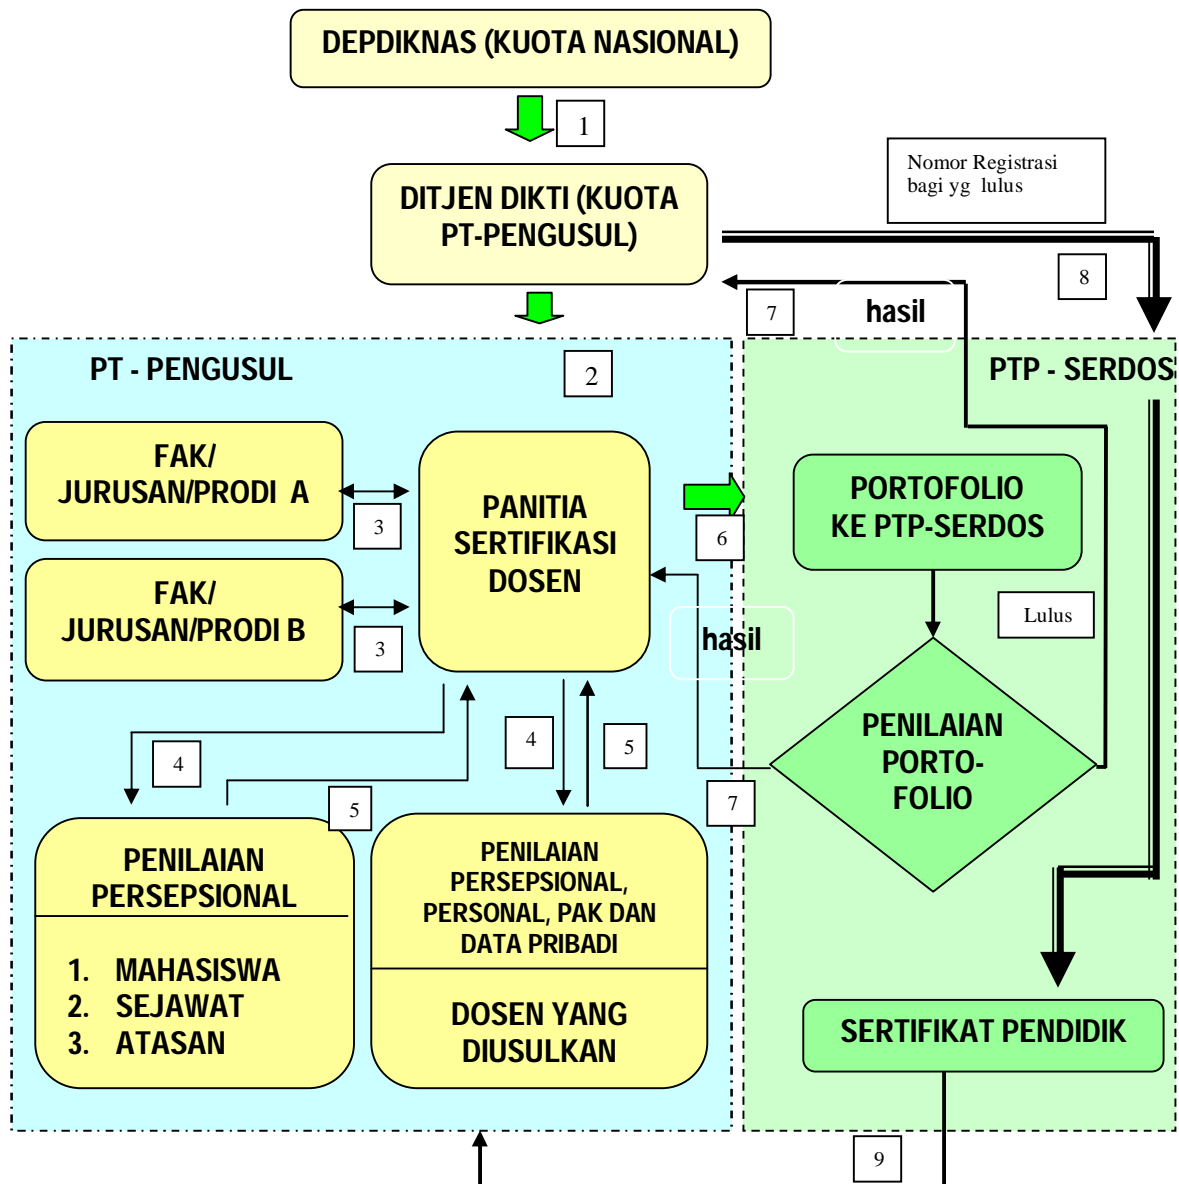 DEPDIKNAS (KUOTA NASIONAL)
1
DITJEN DIKTI (KUOTA
PT-PENGUSUL)
Nomor Registrasi
bagi yg lulus
8
7
hasil
PT - PENGUSUL
2
PTP - SERDOS
FAK/
JURUSAN/PRODI A
3
PANITIA
SERTIFIKASI
DOSEN
6
PORTOFOLIO
KE PTP-SERDOS
FAK/
JURUSAN/PRODI B
3
hasil
Lulus
4
4
5
5
7
PENILAIAN
PORTO-
FOLIO
PENILAIAN
PERSEPSIONAL
1. MAHASISWA
2. SEJAWAT
3. ATASAN
PENILAIAN
PERSEPSIONAL,
PERSONAL, PAK DAN
DATA PRIBADI
DOSEN YANG
DIUSULKAN
SERTIFIKAT PENDIDIK
9